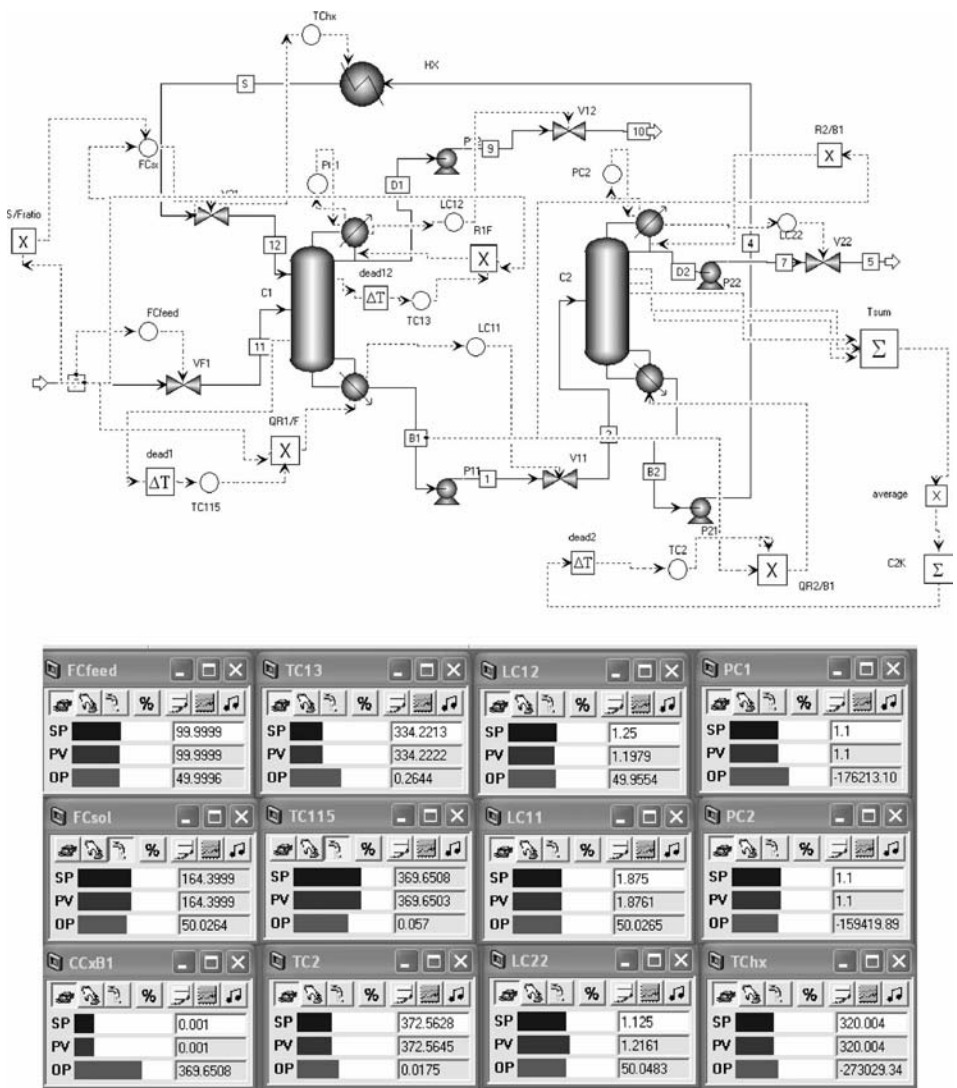 TChx
HX
S
V12
10
R2/B1
X
FCsol
P
9
PC2
D1
LC12
S/Fratio
X
12
R1F
X
LC22
4
V22
C1
dead12
ΔT
TC13
C2
D2
P22
7
5
FCfeed
Tsum
Σ
11
VF1
LC11
QR1/F
X
B1
dead1
ΔT
TC115
P11
1
V11
B2
P21
average
X
dead2
ΔT
TC2
X
QR2/B1
C2K
Σ
FCfeed
TC13
LC12
PC1
%
%
%
%
SP 99.9999
SP 334.2213
SP 1.25
SP 1.1
PV 99.9999
PV 334.2222
PV 1.1979
PV 1.1
OP 49.9996
OP 0.2644
OP 49.9554
OP -176213.10
FCsol
TC115
LC11
PC2
%
%
%
%
SP 164.3999
SP 369.6508
SP 1.875
SP 1.1
PV 164.3999
PV 369.6503
PV 1.8761
PV 1.1
OP 50.0264
OP 0.057
OP 50.0265
OP -159419.89
CCxB1
TC2
LC22
TChx
%
%
%
%
SP 0.001
SP 372.5628
SP 1.125
SP 320.004
PV 0.001
PV 372.5645
PV 1.2161
PV 320.004
OP 369.6508
OP 0.0175
OP 50.0483
OP -273029.34